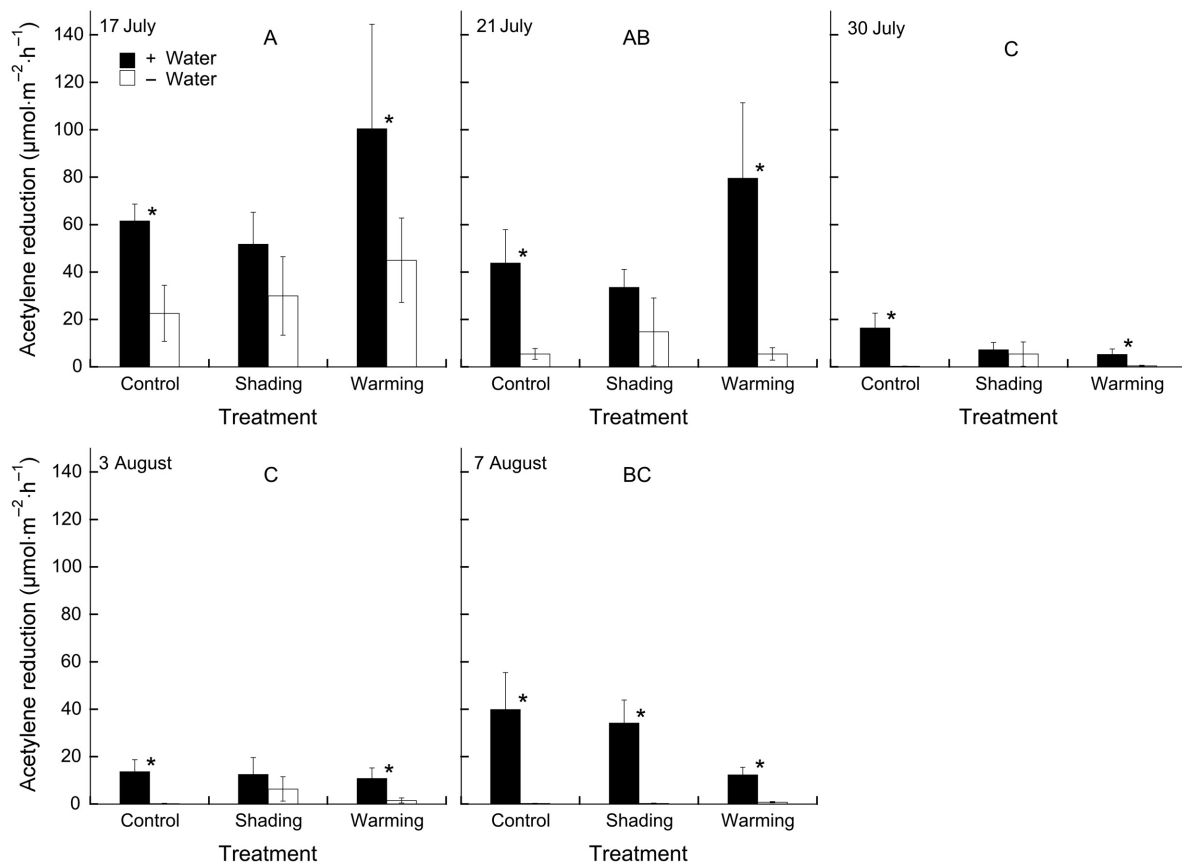 17 July
A
+ Water
– Water
Acetylene reduction (μmol·m⁻²·h⁻¹)
140
120
100
80
60
40
20
0
*
*
Control Shading Warming
Treatment
21 July
AB
*
*
Control Shading Warming
Treatment
30 July
C
*
*
Control Shading Warming
Treatment
3 August
C
Acetylene reduction (μmol·m⁻²·h⁻¹)
140
120
100
80
60
40
20
0
*
*
Control Shading Warming
Treatment
7 August
BC
*
*
*
Control Shading Warming
Treatment